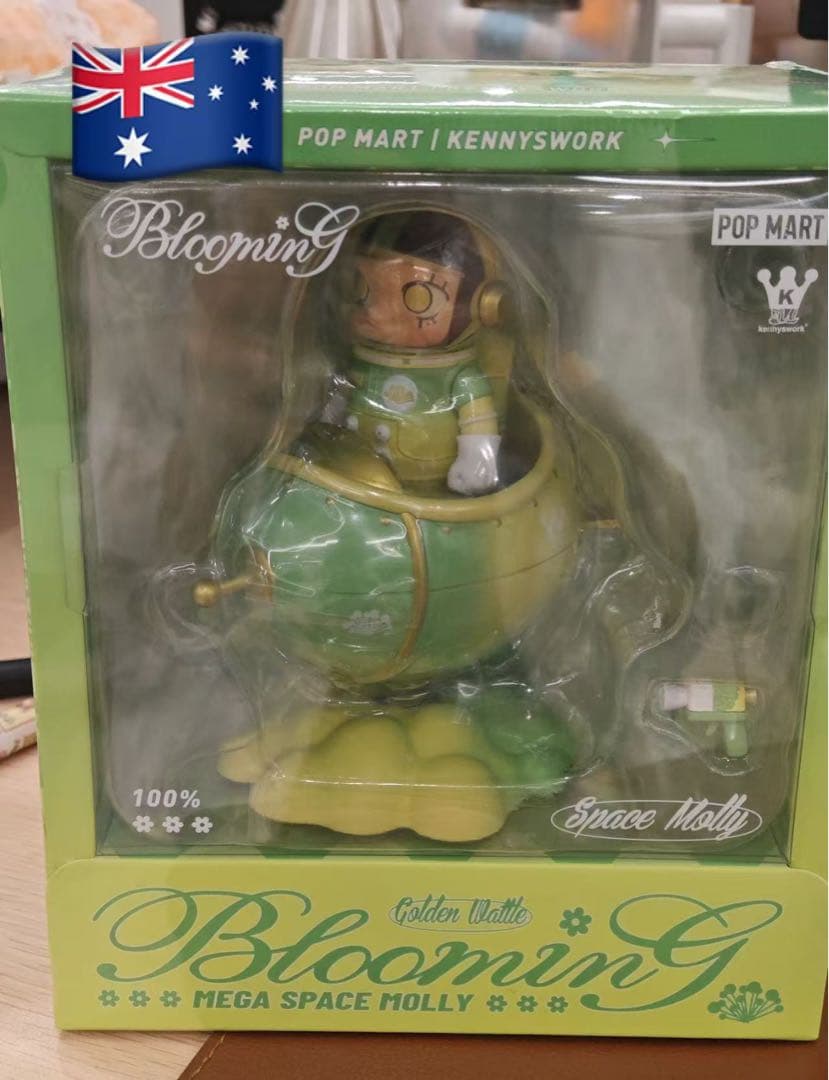 POP MART | KENNYSWORK
BloominG
POP MART
K
kennyswork
100%
Space Molly
Golden Wattle
BloominG
MEGA SPACE MOLLY